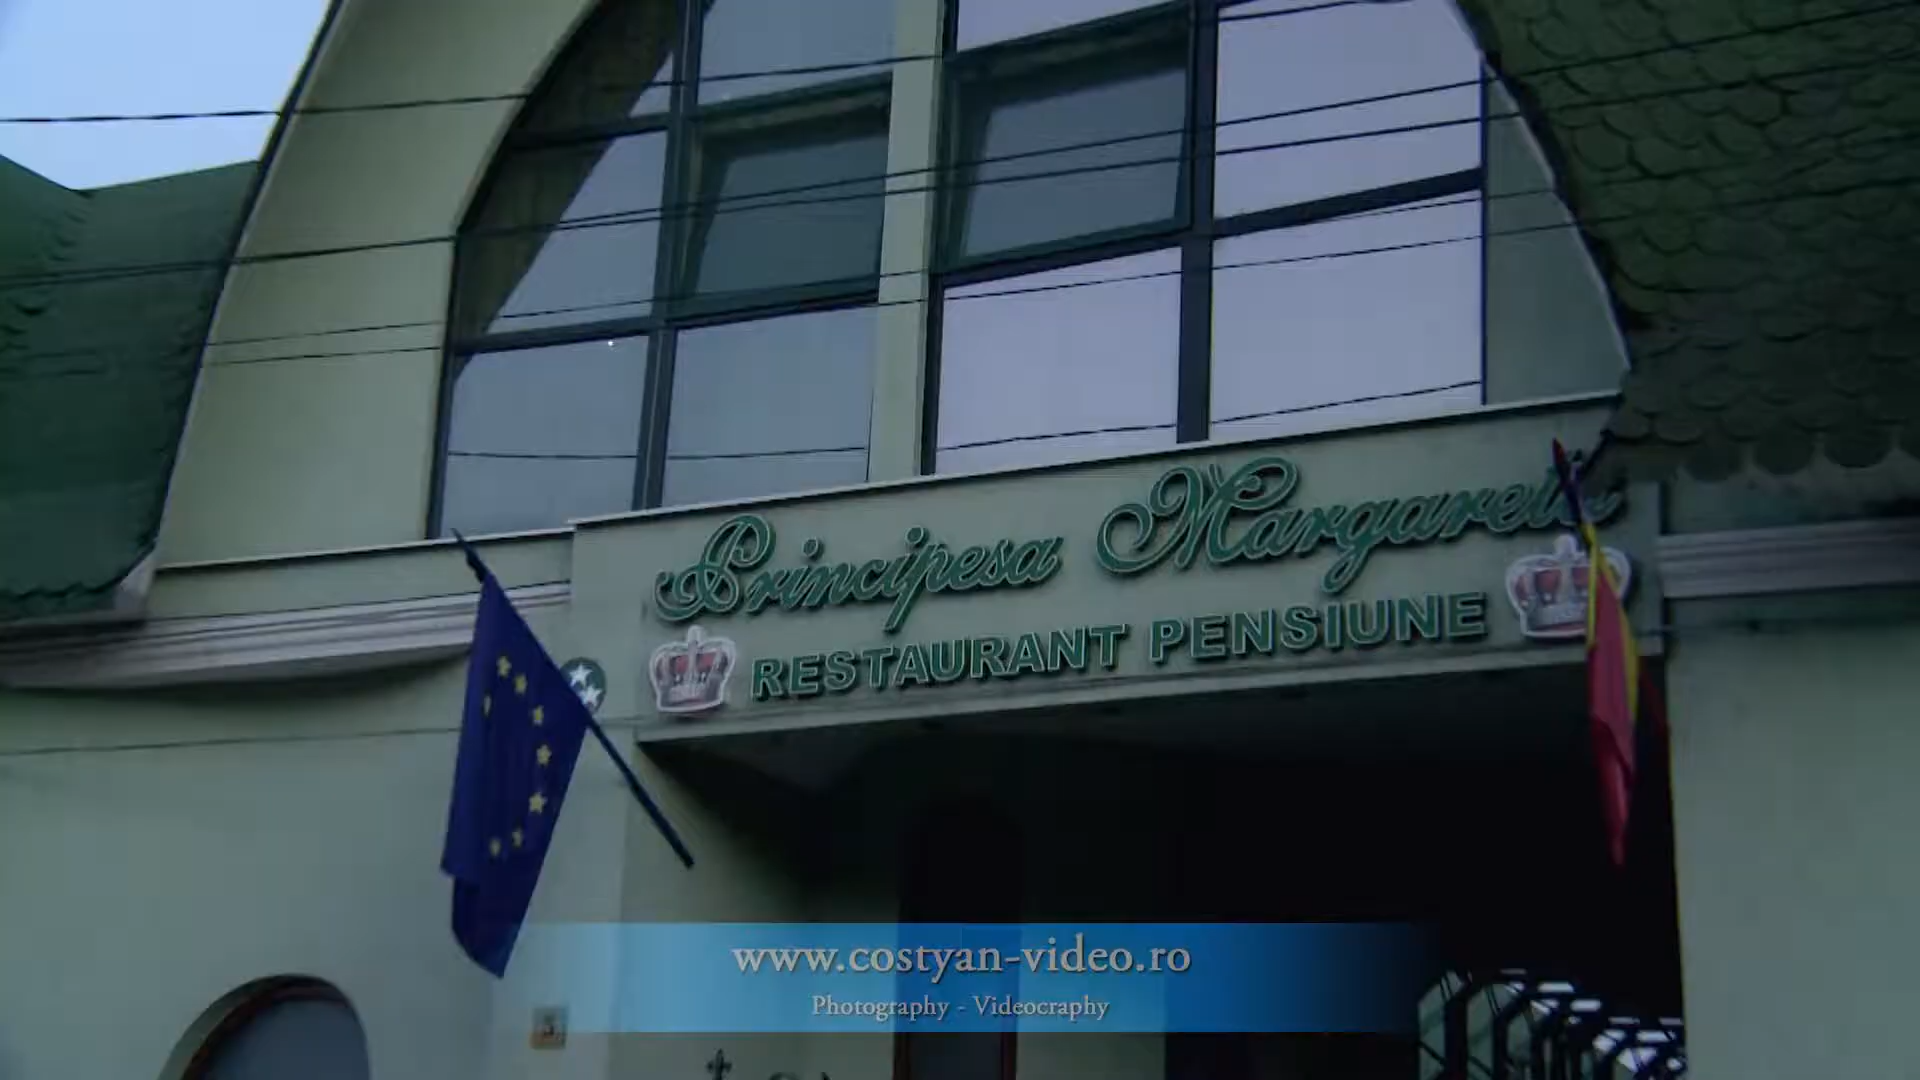 Principesa Margareta
RESTAURANT PENSIUNE
www.costyan-video.ro
Photography - Videocraphy